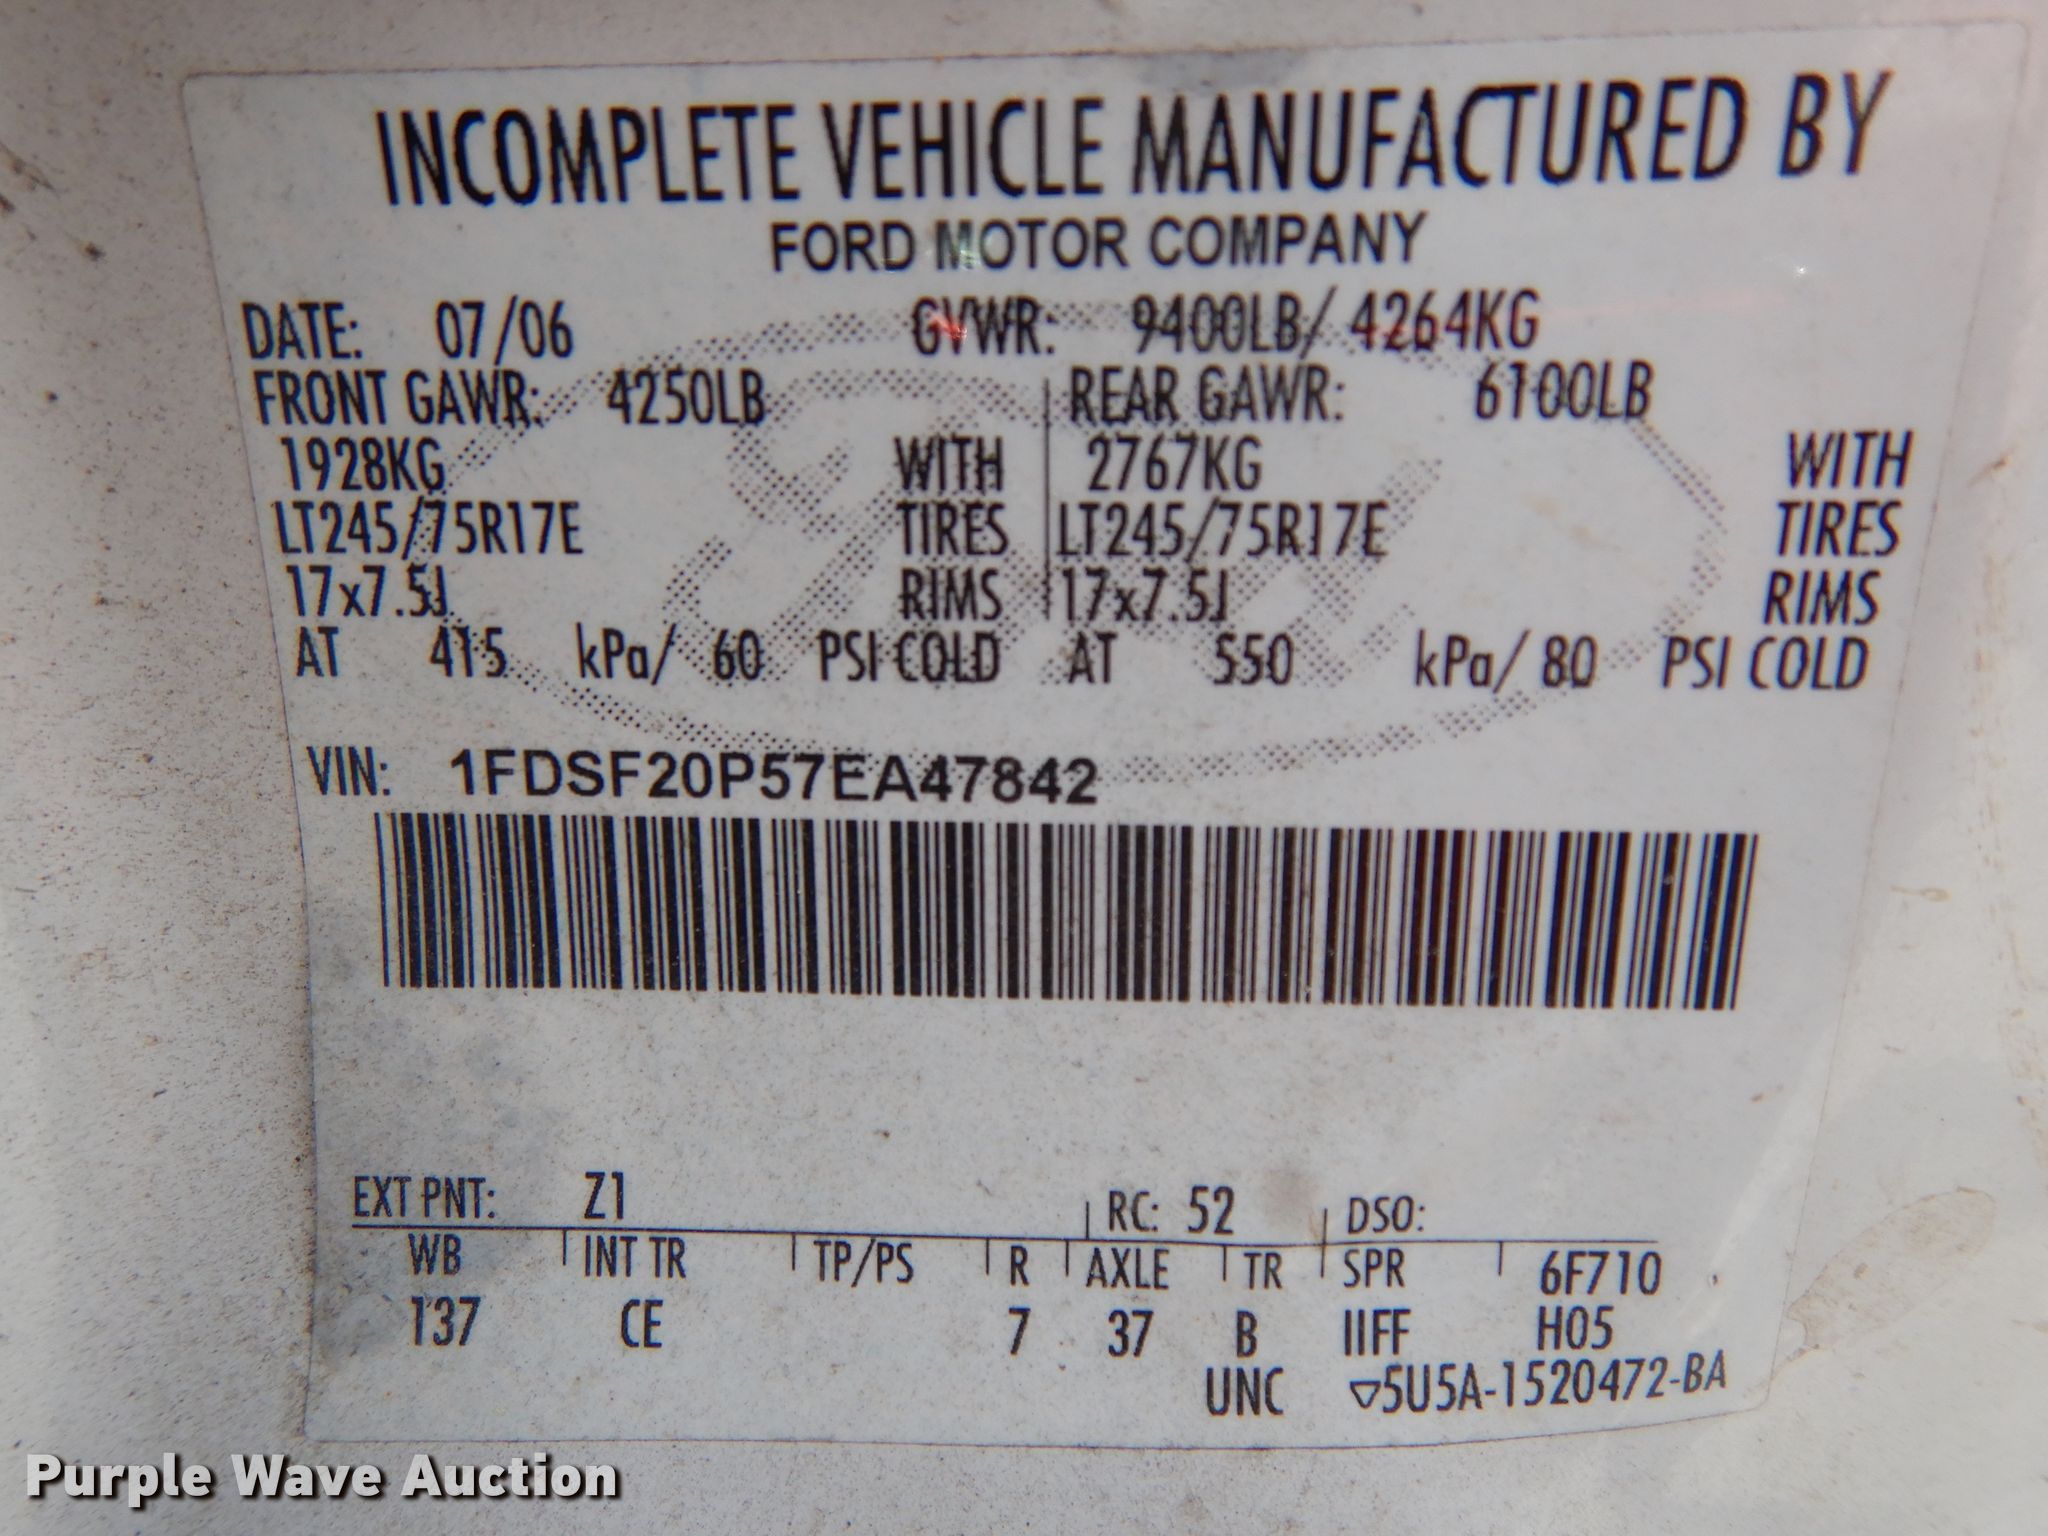 INCOMPLETE VEHICLE MANUFACTURED BY
FORD MOTOR COMPANY
DATE: 07/06 GVWR: 9400LB/ 4264KG
FRONT GAWR: 4250LB REAR GAWR: 6100LB
1928KG WITH 2767KG WITH
LT245/75R17E TIRES LT245/75R17E TIRES
17x7.5J RIMS 17x7.5J RIMS
AT 415 kPa/ 60 PSI COLD AT 550 kPa/ 80 PSI COLD
VIN: 1FDSF20P57EA47842
EXT PNT: Z1 RC: 52 DSO:
WB INT TR TP/PS R AXLE TR SPR 6F710
137 CE 7 37 B IIFF H05
UNC ▽5U5A-1520472-BA
Purple Wave Auction